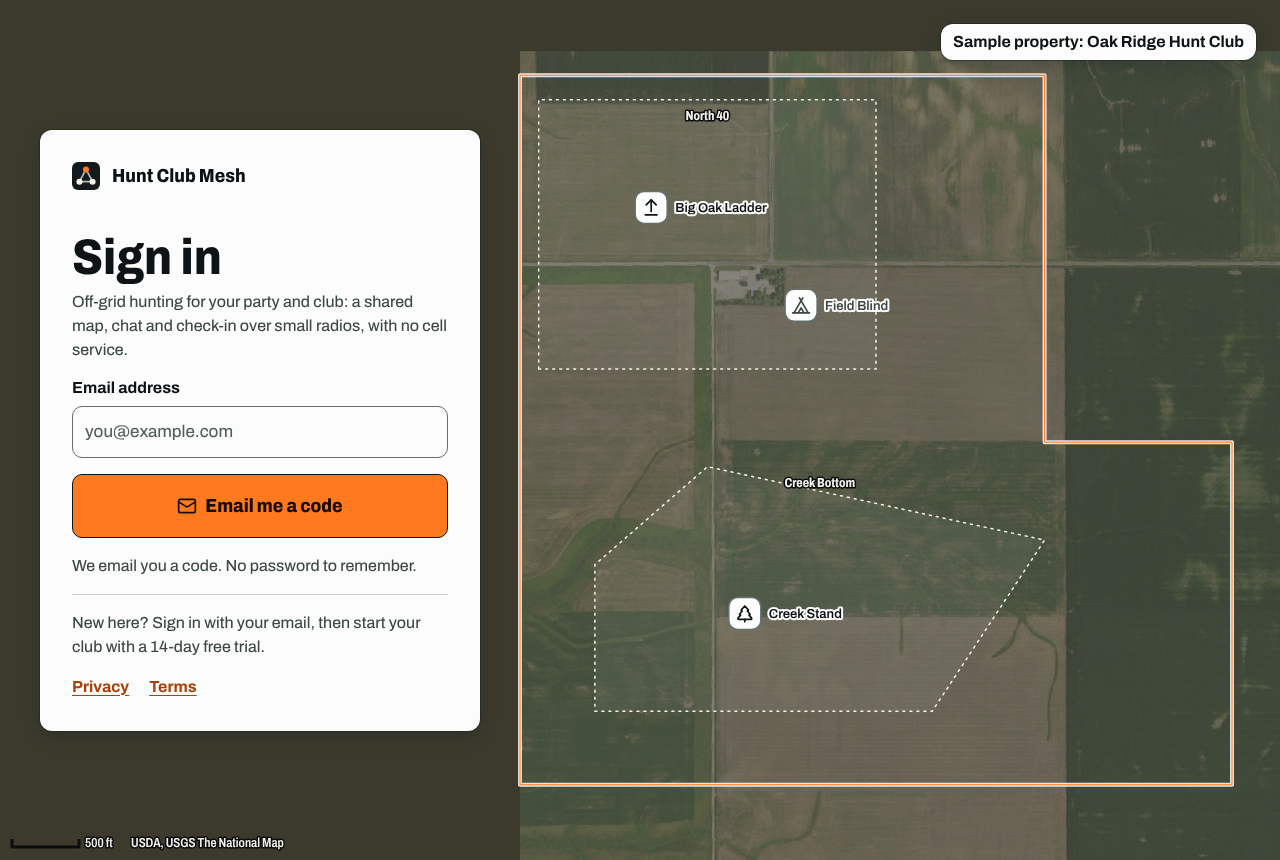 Sample property: Oak Ridge Hunt Club
Hunt Club Mesh
Sign in
Off-grid hunting for your party and club: a shared
map, chat and check-in over small radios, with no cell
service.
Email address
you@example.com
Email me a code
We email you a code. No password to remember.
New here? Sign in with your email, then start your
club with a 14-day free trial.
Privacy Terms
North 40
Big Oak Ladder
Field Blind
Creek Bottom
Creek Stand
500 ft
USDA, USGS The National Map